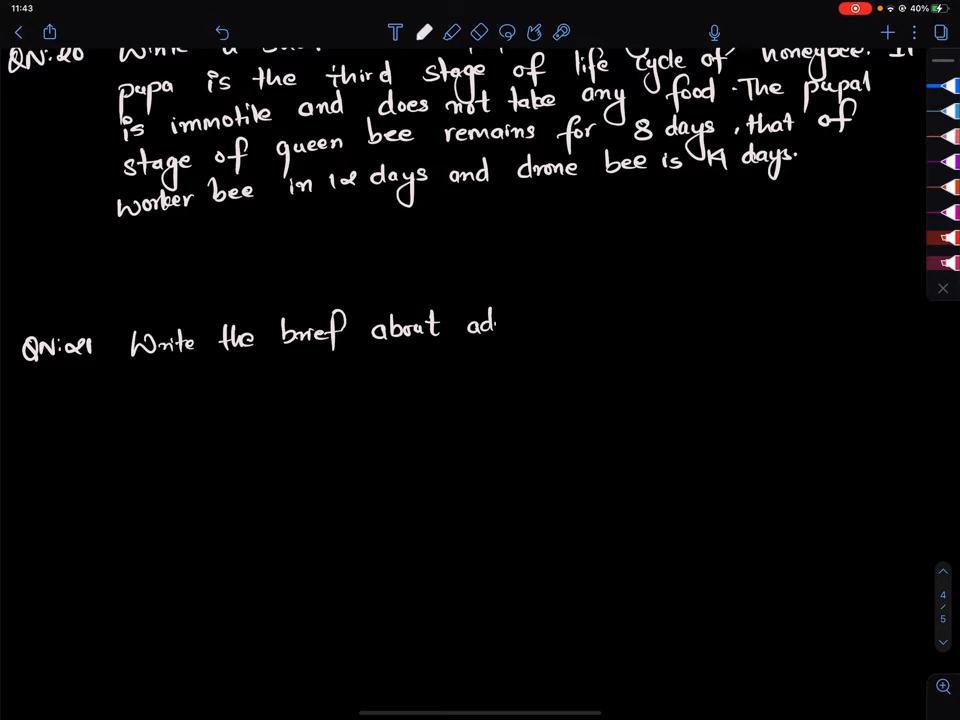 11:43
40%
QN:20 Write a
pupa is the third stage of life cycle of honeybee. It
is immotile and does not take any food. The pupal
stage of queen bee remains for 8 days, that of
worker bee in 12 days and drone bee is 14 days.
QN:21 Write the brief about ad
4
/
5